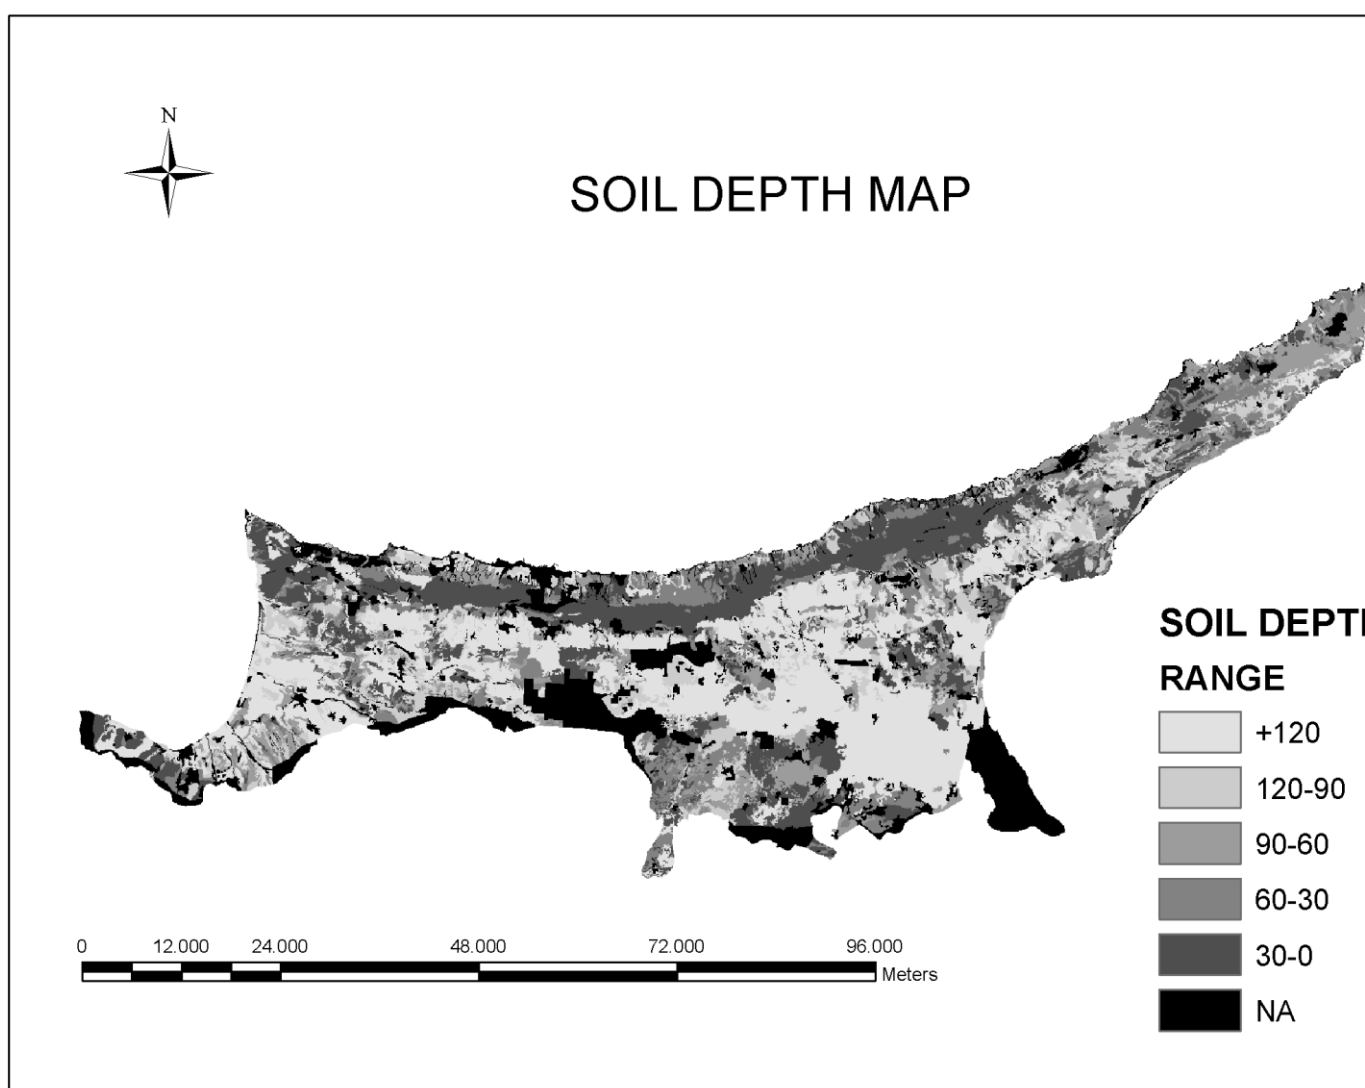 N
SOIL DEPTH MAP
SOIL DEPTH
RANGE
+120
120-90
90-60
60-30
30-0
NA
0 12.000 24.000 48.000 72.000 96.000
Meters